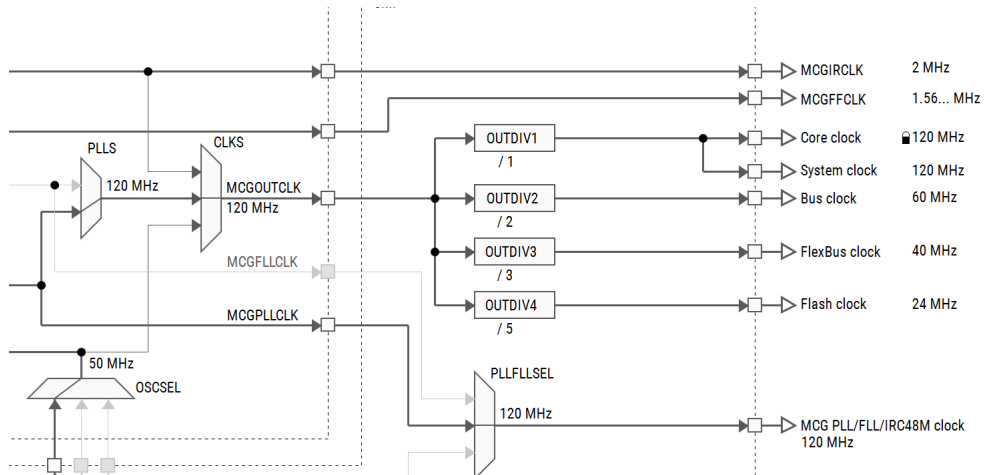 MCGIRCLK 2 MHz
MCGFFCLK 1.56... MHz
OUTDIV1
/ 1
Core clock 120 MHz
CLKS
PLLS
120 MHz
System clock 120 MHz
MCGOUTCLK
120 MHz
OUTDIV2
/ 2
Bus clock 60 MHz
MCGFLLCLK
OUTDIV3
/ 3
FlexBus clock 40 MHz
OUTDIV4
/ 5
Flash clock 24 MHz
MCGPLLCLK
50 MHz
OSCSEL
PLLFLLSEL
120 MHz
MCG PLL/FLL/IRC48M clock
120 MHz